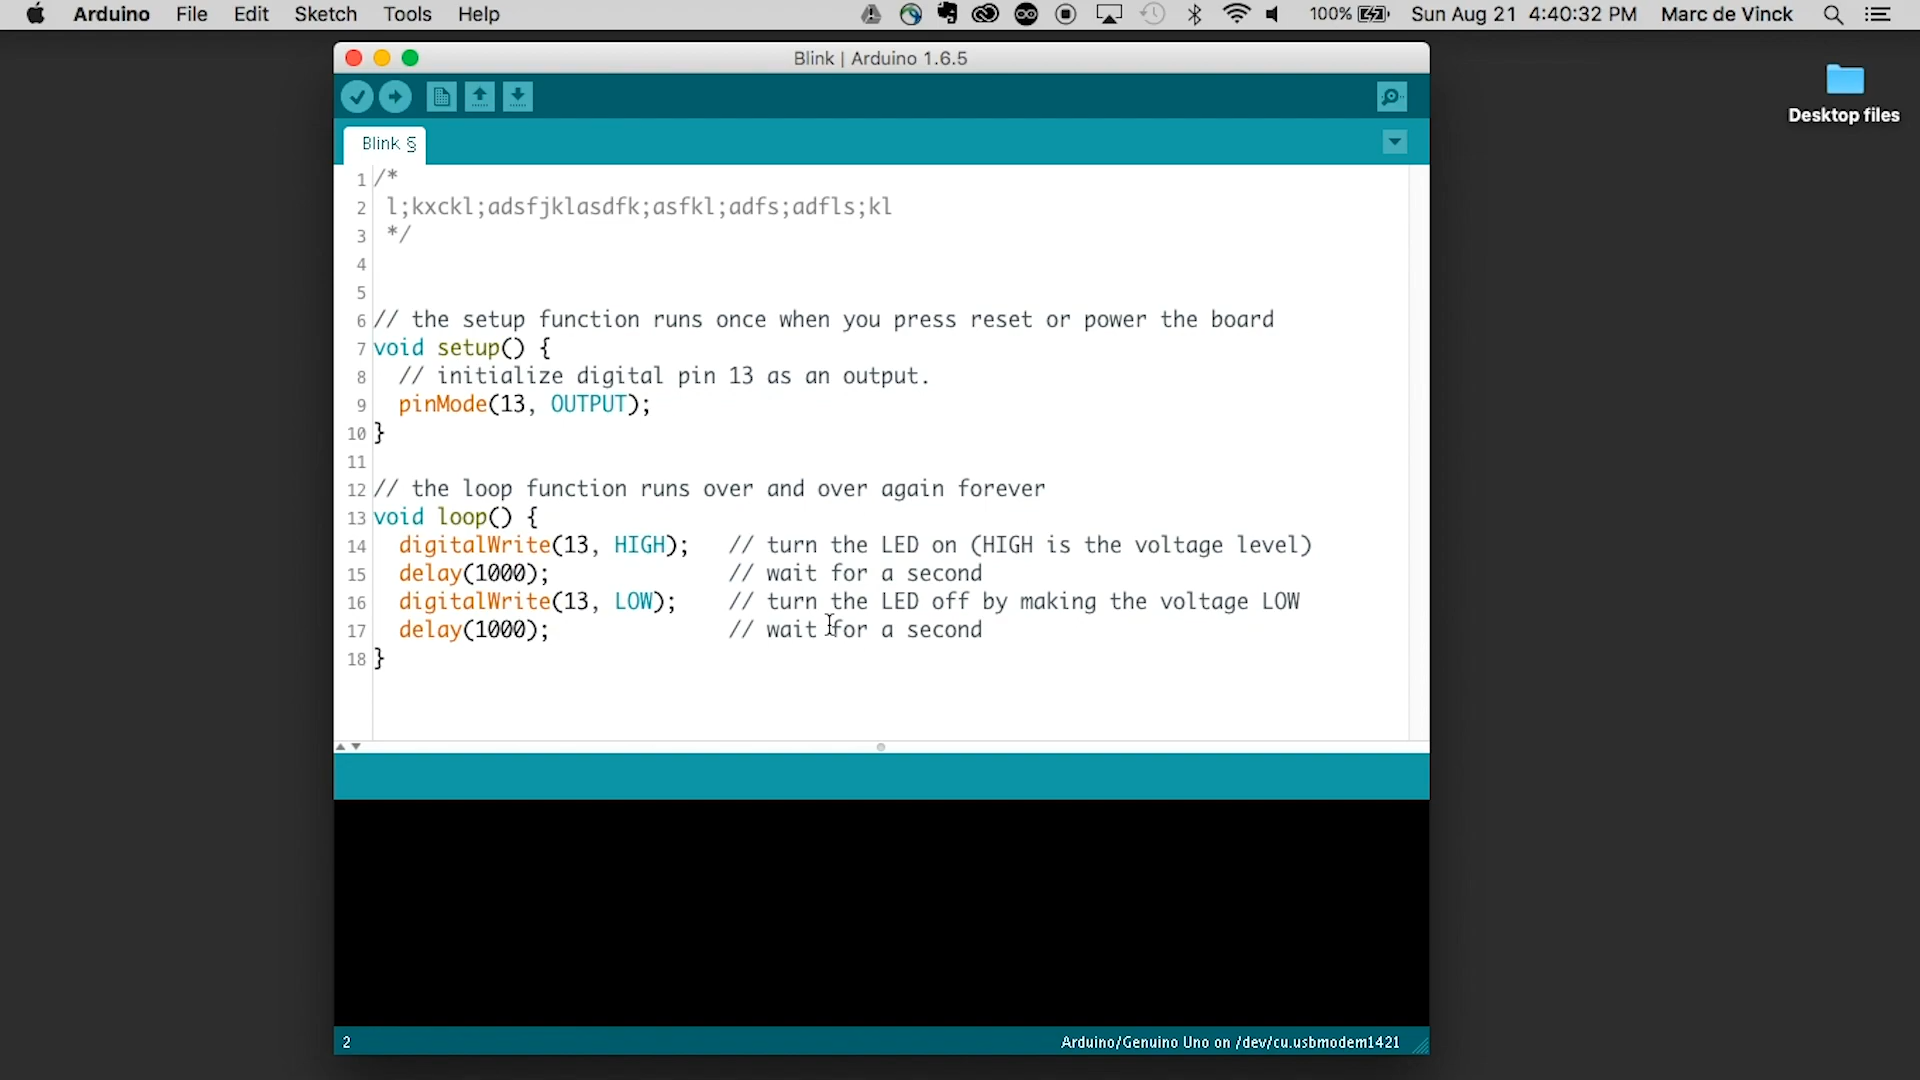 Arduino File Edit Sketch Tools Help 100% Sun Aug 21 4:40:32 PM Marc de Vinck
Blink | Arduino 1.6.5
Desktop files
Blink §
1 /*
2 l;kxckl;adsfjklasdfk;asfkl;adfs;adfls;kl
3 */
4
5
6 // the setup function runs once when you press reset or power the board
7 void setup() {
8 // initialize digital pin 13 as an output.
9 pinMode(13, OUTPUT);
10 }
11
12 // the loop function runs over and over again forever
13 void loop() {
14 digitalWrite(13, HIGH); // turn the LED on (HIGH is the voltage level)
15 delay(1000); // wait for a second
16 digitalWrite(13, LOW); // turn the LED off by making the voltage LOW
17 delay(1000); // wait for a second
18 }
2 Arduino/Genuino Uno on /dev/cu.usbmodem1421